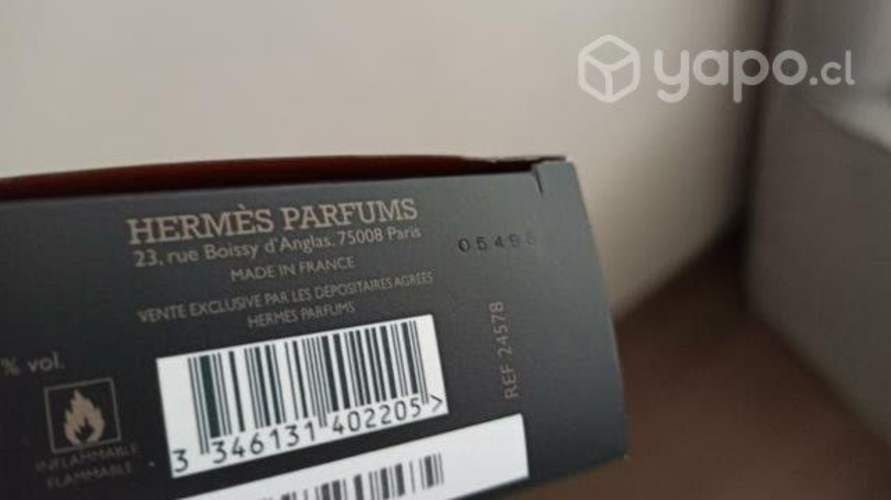 yapo.cl
HERMÈS PARFUMS
23, rue Boissy d'Anglas, 75008 Paris
MADE IN FRANCE
VENTE EXCLUSIVE PAR LES DEPOSITAIRES AGREES
HERMES PARFUMS
% vol.
REF 24578
3 346131 402205 >
INFLAMMABLE
FLAMMABLE